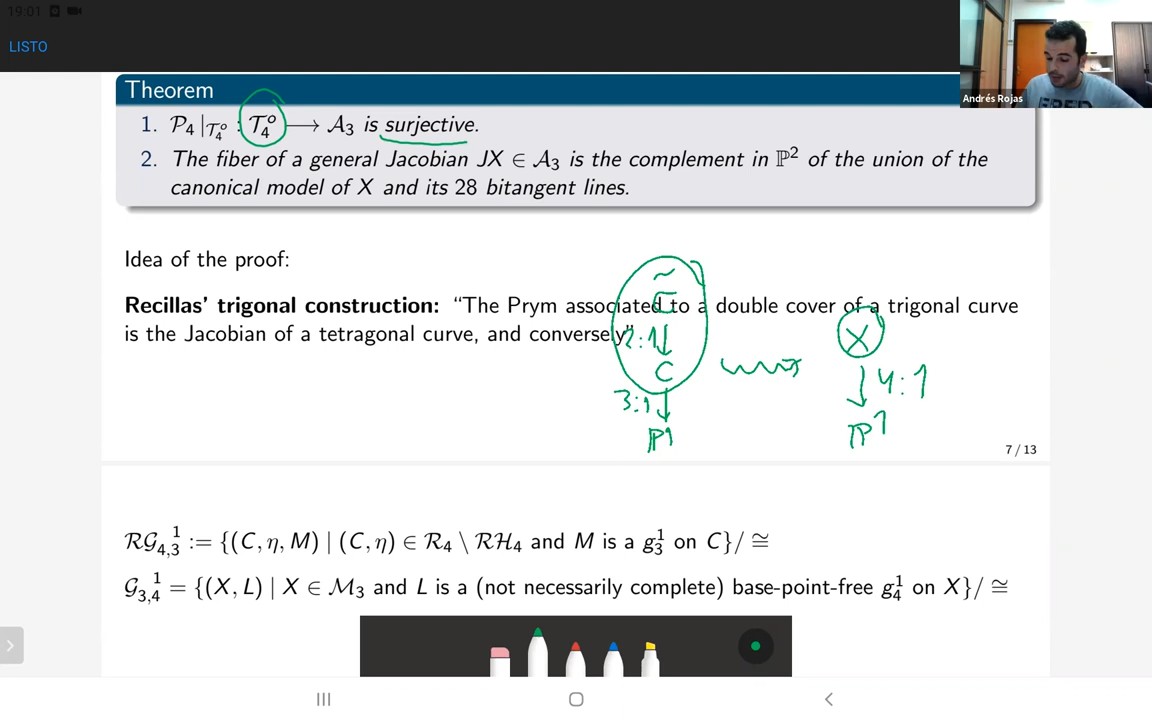 19:01
LISTO
Andrés Rojas
Theorem
1. 𝒫₄ |_𝒯₄ᵒ : 𝒯₄ᵒ ⟶ 𝒜₃ is surjective.
2. The fiber of a general Jacobian JX ∈ 𝒜₃ is the complement in ℙ² of the union of the
canonical model of X and its 28 bitangent lines.
Idea of the proof:
Recillas' trigonal construction: “The Prym associated to a double cover of a trigonal curve
is the Jacobian of a tetragonal curve, and conversely”
C̃
2:1 ↓
C
3:1 ↓
ℙ¹
X
↓ 4:1
ℙ¹
7 / 13
ℛ𝒢¹₄,₃ := {(C, η, M) | (C, η) ∈ ℛ₄ \ ℛℋ₄ and M is a g¹₃ on C}/ ≅
𝒢¹₃,₄ = {(X, L) | X ∈ ℳ₃ and L is a (not necessarily complete) base-point-free g¹₄ on X}/ ≅